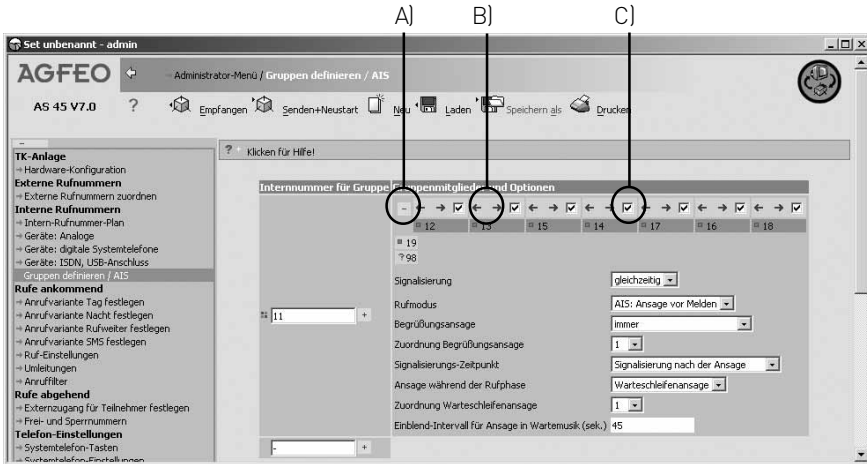 A) B) C)
Set unbenannt - admin
AGFEO
Administrator-Menü / Gruppen definieren / AIS
AS 45 V7.0 ? Empfangen Senden+Neustart Neu Laden Speichern als Drucken
? Klicken für Hilfe!
TK-Anlage
Hardware-Konfiguration
Externe Rufnummern
Externe Rufnummern zuordnen
Interne Rufnummern
Intern-Rufnummer-Plan
Geräte: Analoge
Geräte: digitale Systemtelefone
Geräte: ISDN, USB-Anschluss
Gruppen definieren / AIS
Rufe ankommend
Anrufvariante Tag festlegen
Anrufvariante Nacht festlegen
Anrufvariante Rufweiter festlegen
Anrufvariante SMS festlegen
Ruf-Einstellungen
Umleitungen
Anruffilter
Rufe abgehend
Externzugang für Teilnehmer festlegen
Frei- und Sperrnummern
Telefon-Einstellungen
Systemtelefon-Tasten
Systemtelefon-Einstellungen
Internnummer für Gruppe Gruppenmitglieder und Optionen
12 13 15 14 17 16 18
19
?98
11 +
Signalisierung gleichzeitig
Rufmodus AIS: Ansage vor Melden
Begrüßungsansage immer
Zuordnung Begrüßungsansage 1
Signalisierungs-Zeitpunkt Signalisierung nach der Ansage
Ansage während der Rufphase Warteschleifenansage
Zuordnung Warteschleifenansage 1
Einblend-Intervall für Ansage in Wartemusik (sek.) 45
- +